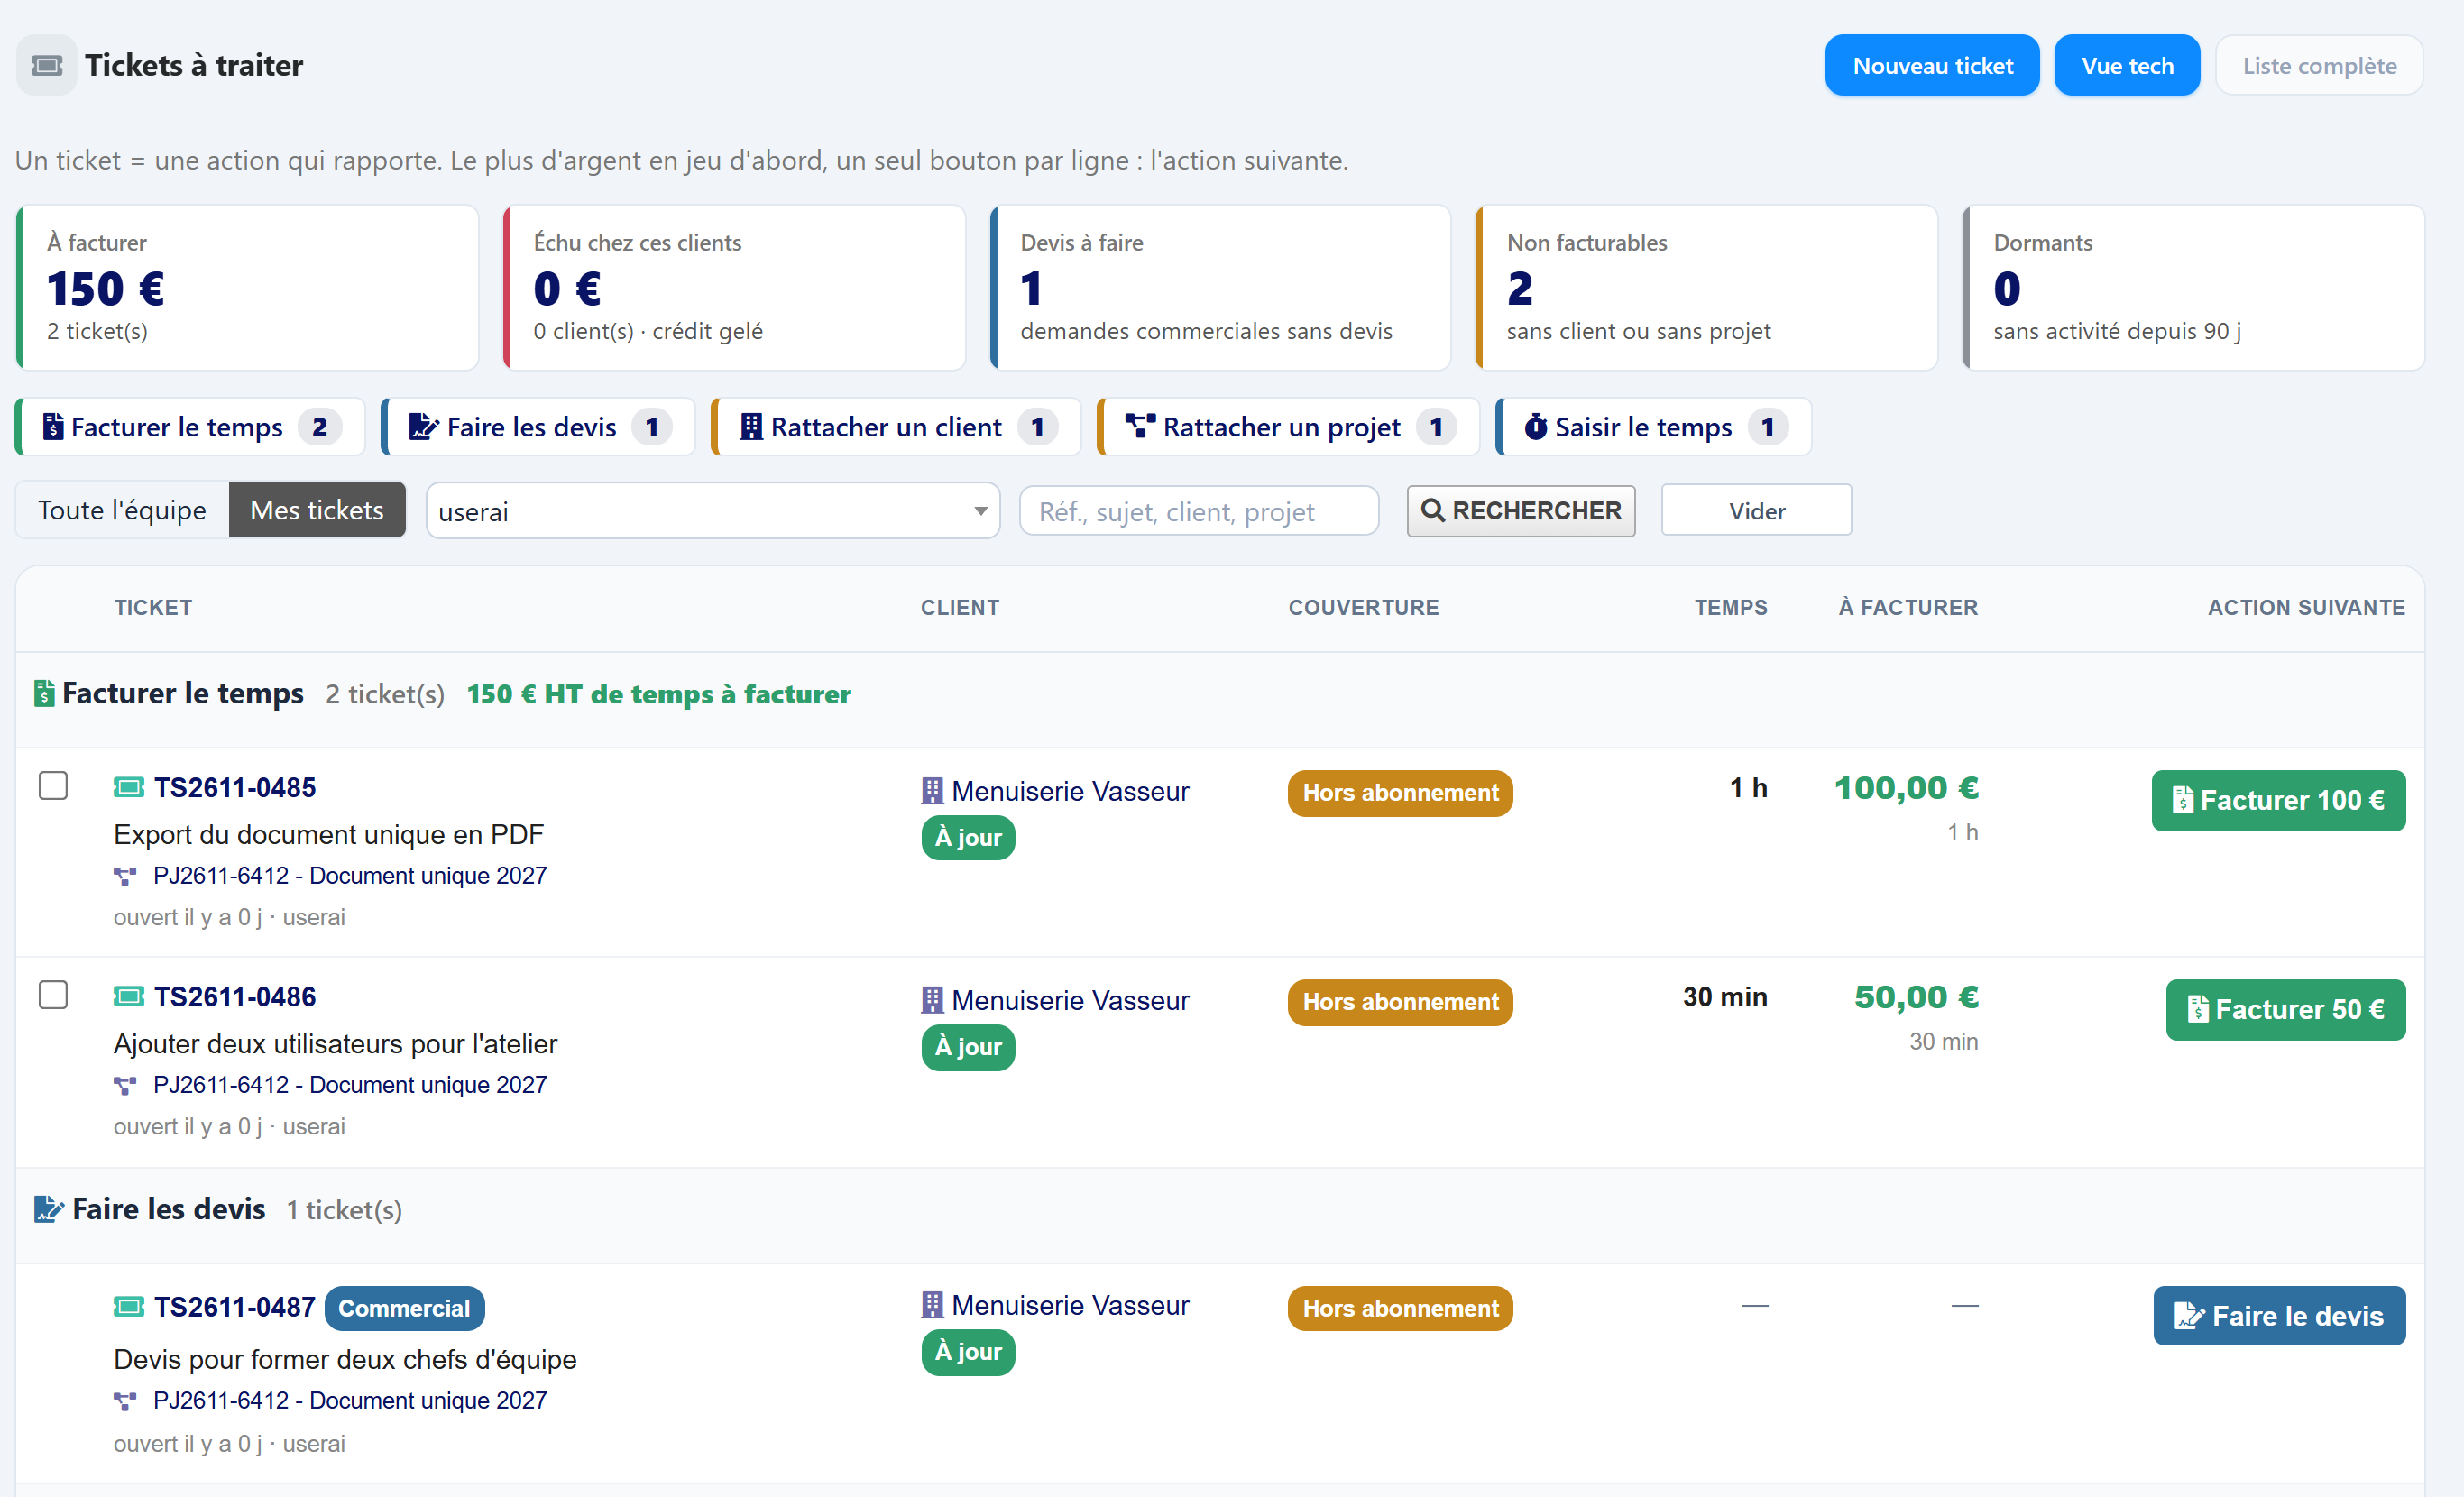 Tickets à traiter
Nouveau ticket
Vue tech
Liste complète
Un ticket = une action qui rapporte. Le plus d'argent en jeu d'abord, un seul bouton par ligne : l'action suivante.
À facturer
150 €
2 ticket(s)
Échu chez ces clients
0 €
0 client(s) · crédit gelé
Devis à faire
1
demandes commerciales sans devis
Non facturables
2
sans client ou sans projet
Dormants
0
sans activité depuis 90 j
Facturer le temps 2
Faire les devis 1
Rattacher un client 1
Rattacher un projet 1
Saisir le temps 1
Toute l'équipe
Mes tickets
userai
Réf., sujet, client, projet
RECHERCHER
Vider
TICKET CLIENT COUVERTURE TEMPS À FACTURER ACTION SUIVANTE
Facturer le temps 2 ticket(s) 150 € HT de temps à facturer
TS2611-0485
Export du document unique en PDF
PJ2611-6412 - Document unique 2027
ouvert il y a 0 j · userai
Menuiserie Vasseur
À jour
Hors abonnement
1 h
100,00 €
1 h
Facturer 100 €
TS2611-0486
Ajouter deux utilisateurs pour l'atelier
PJ2611-6412 - Document unique 2027
ouvert il y a 0 j · userai
Menuiserie Vasseur
À jour
Hors abonnement
30 min
50,00 €
30 min
Facturer 50 €
Faire les devis 1 ticket(s)
TS2611-0487 Commercial
Devis pour former deux chefs d'équipe
PJ2611-6412 - Document unique 2027
ouvert il y a 0 j · userai
Menuiserie Vasseur
À jour
Hors abonnement
—
—
Faire le devis